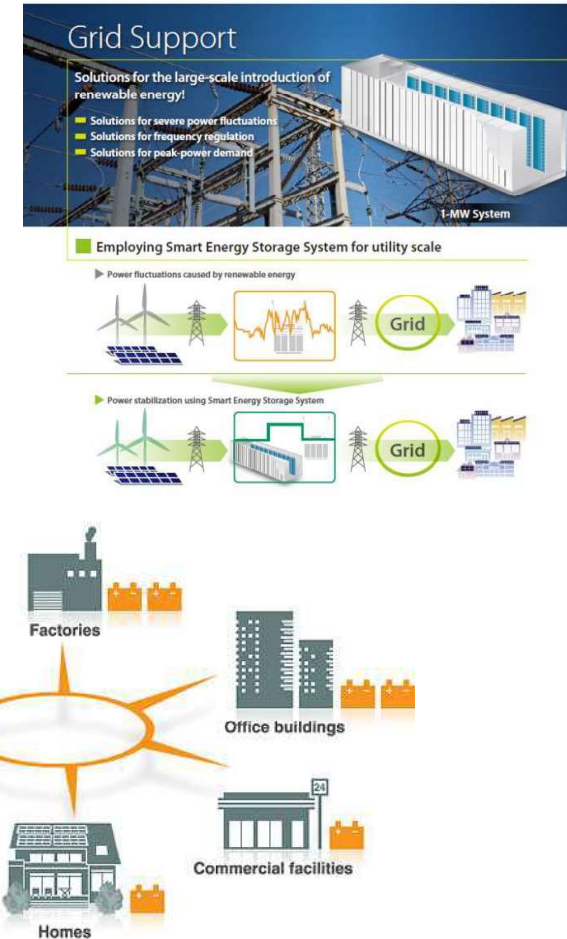 Grid Support
Solutions for the large-scale introduction of
renewable energy!
Solutions for severe power fluctuations
Solutions for frequency regulation
Solutions for peak-power demand
1-MW System
Employing Smart Energy Storage System for utility scale
Power fluctuations caused by renewable energy
Grid
Power stabilization using Smart Energy Storage System
Grid
Factories
Office buildings
24
Commercial facilities
Homes